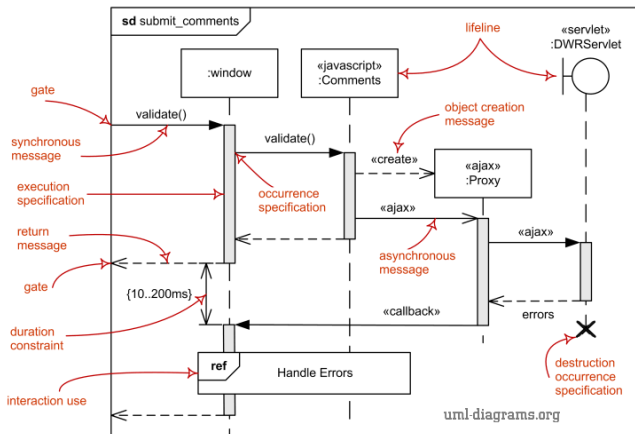 sd submit_comments
lifeline
«servlet»
:DWRServlet
:window
«javascript»
:Comments
gate
validate()
object creation
message
synchronous
message
validate()
«create»
«ajax»
:Proxy
execution
specification
occurrence
specification
«ajax»
«ajax»
return
message
asynchronous
message
gate
{10..200ms}
«callback»
errors
duration
constraint
ref
Handle Errors
destruction
occurrence
specification
interaction use
uml-diagrams.org